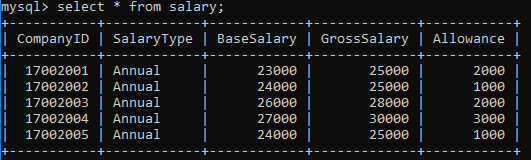 mysql> select * from salary;
+-----------+------------+------------+-------------+-----------+
| CompanyID | SalaryType | BaseSalary | GrossSalary | Allowance |
+-----------+------------+------------+-------------+-----------+
| 17002001 | Annual | 23000 | 25000 | 2000 |
| 17002002 | Annual | 24000 | 25000 | 1000 |
| 17002003 | Annual | 26000 | 28000 | 2000 |
| 17002004 | Annual | 27000 | 30000 | 3000 |
| 17002005 | Annual | 24000 | 25000 | 1000 |
+-----------+------------+------------+-------------+-----------+